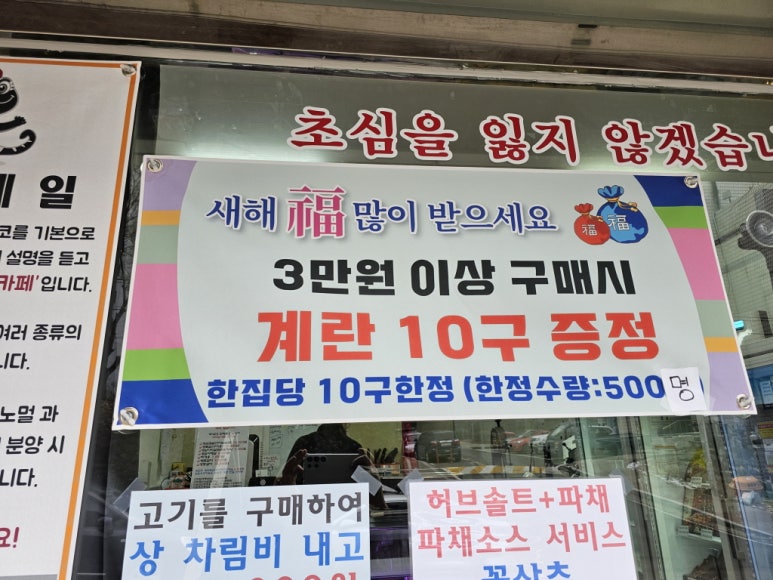 초심을 잃지 않겠습니
새해 福 많이 받으세요
福 福
3만원 이상 구매시
계란 10구 증정
한집당 10구한정 (한정수량:500명)
일
코를 기본으로
설명을 듣고
카페'입니다.
여러 종류의
니다.
노멀 과
분양 시
니다.
요!
고기를 구매하여
상 차림비 내고
허브솔트+파채
파채소스 서비스
꽃상추